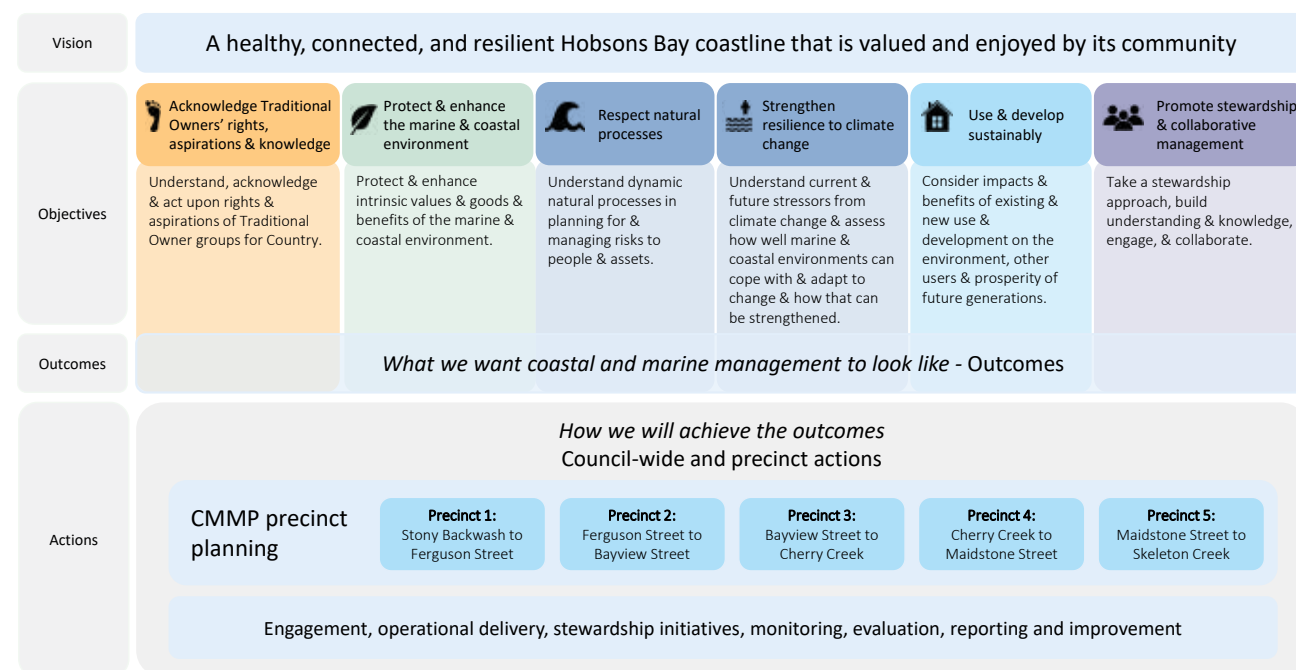 Vision
A healthy, connected, and resilient Hobsons Bay coastline that is valued and enjoyed by its community
Objectives
Acknowledge Traditional
Owners' rights,
aspirations & knowledge
Understand, acknowledge
& act upon rights &
aspirations of Traditional
Owner groups for Country.
Protect & enhance
the marine & coastal
environment
Protect & enhance
intrinsic values & goods &
benefits of the marine &
coastal environment.
Respect natural
processes
Understand dynamic
natural processes in
planning for &
managing risks to
people & assets.
Strengthen
resilience to climate
change
Understand current &
future stressors from
climate change & assess
how well marine &
coastal environments can
cope with & adapt to
change & how that can
be strengthened.
Use & develop
sustainably
Consider impacts &
benefits of existing &
new use &
development on the
environment, other
users & prosperity of
future generations.
Promote stewardship
& collaborative
management
Take a stewardship
approach, build
understanding & knowledge,
engage, & collaborate.
Outcomes
What we want coastal and marine management to look like - Outcomes
Actions
How we will achieve the outcomes
Council-wide and precinct actions
CMMP precinct
planning
Precinct 1:
Stony Backwash to
Ferguson Street
Precinct 2:
Ferguson Street to
Bayview Street
Precinct 3:
Bayview Street to
Cherry Creek
Precinct 4:
Cherry Creek to
Maidstone Street
Precinct 5:
Maidstone Street to
Skeleton Creek
Engagement, operational delivery, stewardship initiatives, monitoring, evaluation, reporting and improvement